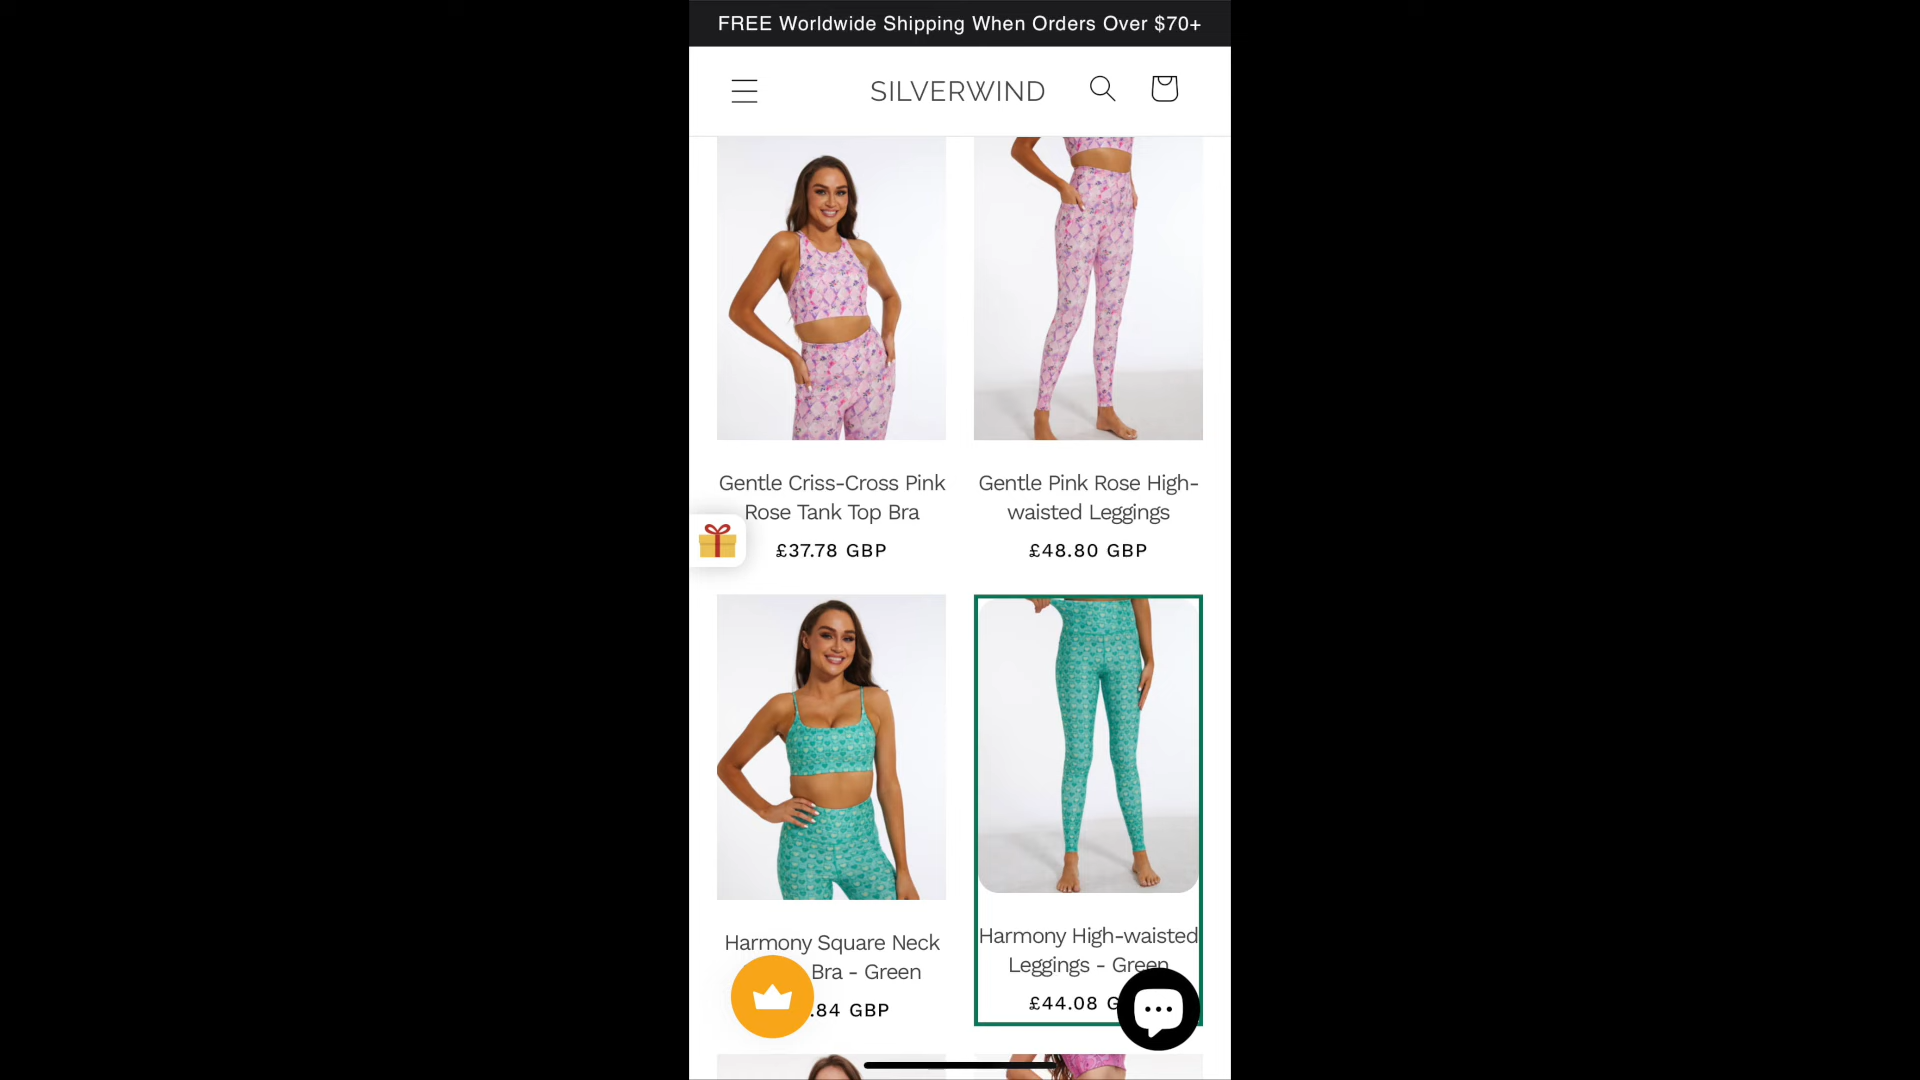 FREE Worldwide Shipping When Orders Over $70+
SILVERWIND
Gentle Criss-Cross Pink
Rose Tank Top Bra
£37.78 GBP
Gentle Pink Rose High-
waisted Leggings
£48.80 GBP
Harmony Square Neck
Bra - Green
.84 GBP
Harmony High-waisted
Leggings - Green
£44.08 G